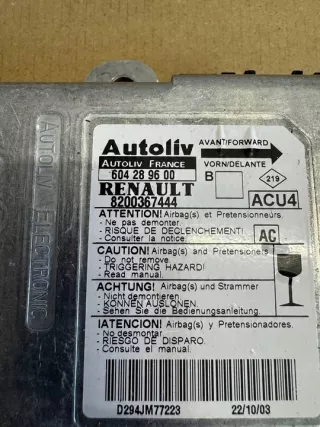 Autoliv
AVANT/FORWARD
AUTOLIV FRANCE
VORN/DELANTE
604 28 96 00
B
219
RENAULT
8200367444
ACU4
ATTENTION! Airbag(s) et Pretensionneurs.
- Ne pas demonter.
- RISQUE DE DECLENCHEMENT!
- Consulter la notice.
AC
CAUTION! Airbag(s) and Pretensioners.
- Do not remove.
- TRIGGERING HAZARD!
- Read manual.
ACHTUNG! Airbag(s) und Strammer
- Nicht demontieren.
- KONNEN AUSLONEN.
- Sehen Sie die Bedienungsanleitung.
IATENCION! Airbag(s) y Pretensionadores.
- No desmontar.
- RIESGO DE DISPARO.
- Consulte el manual.
D294JM77223
22/10/03
AUTOLIV ELECTRONIC